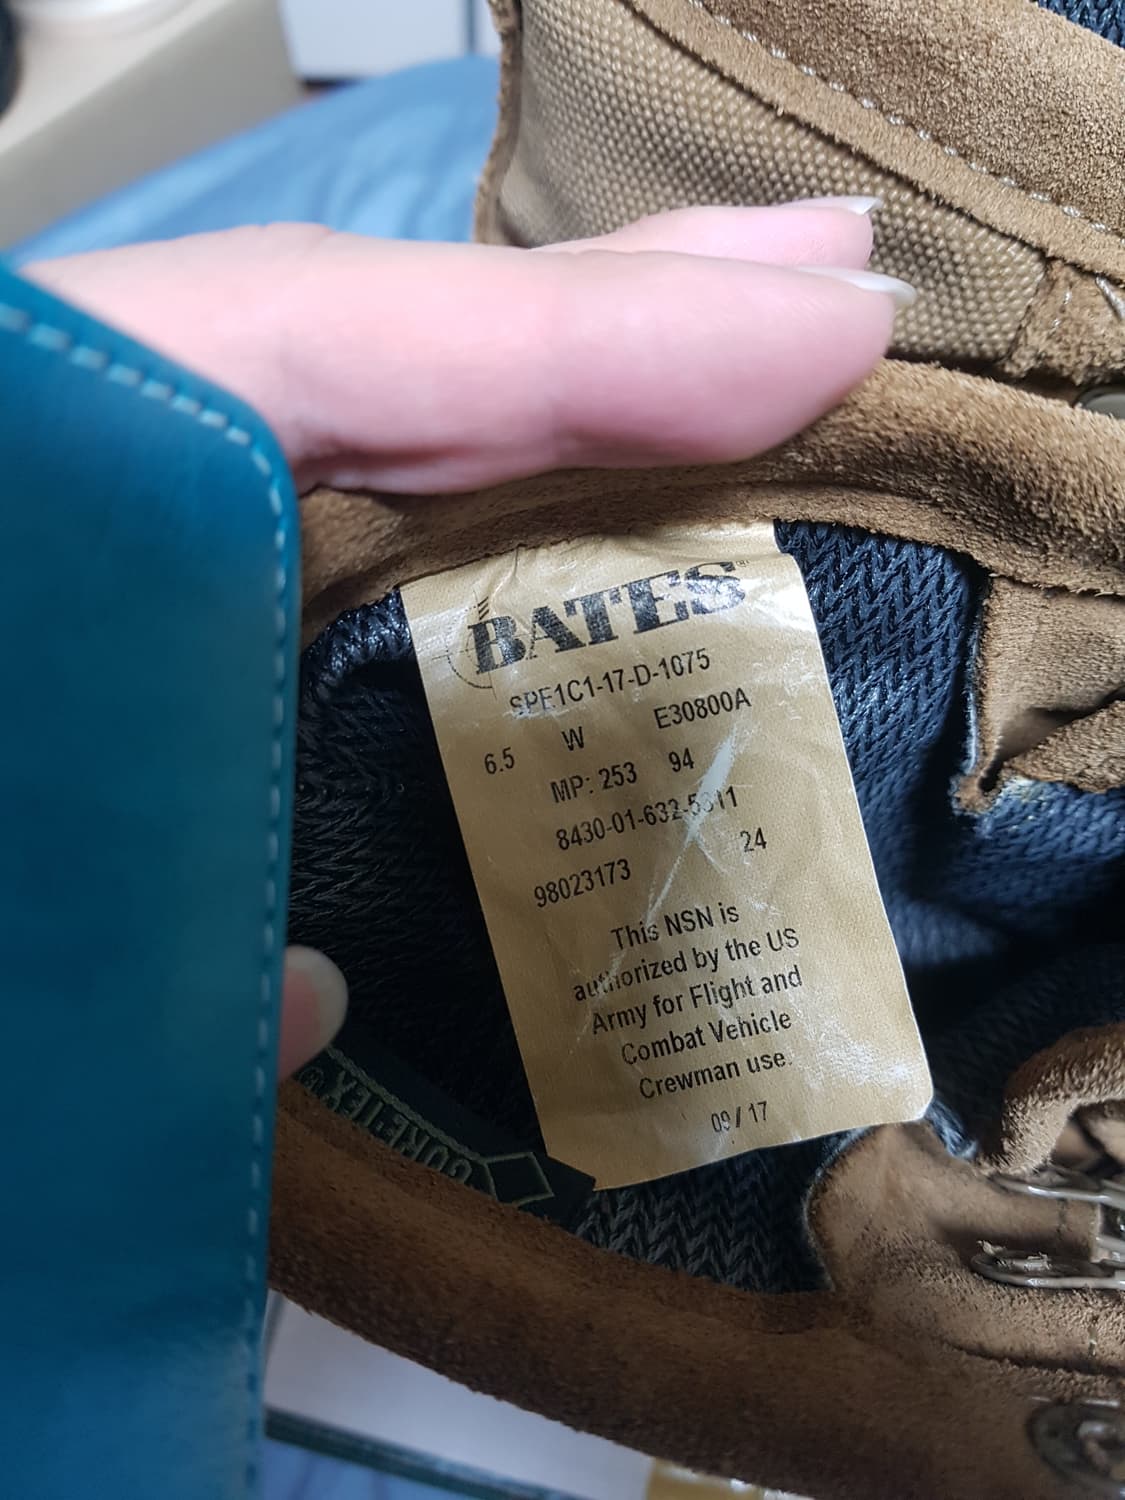 BATES®
SPE1C1-17-D-1075
6.5 W E30800A
MP: 253 94
8430-01-632-5311
98023173 24
This NSN is
authorized by the US
Army for Flight and
Combat Vehicle
Crewman use.
09 / 17
GORE-TEX®